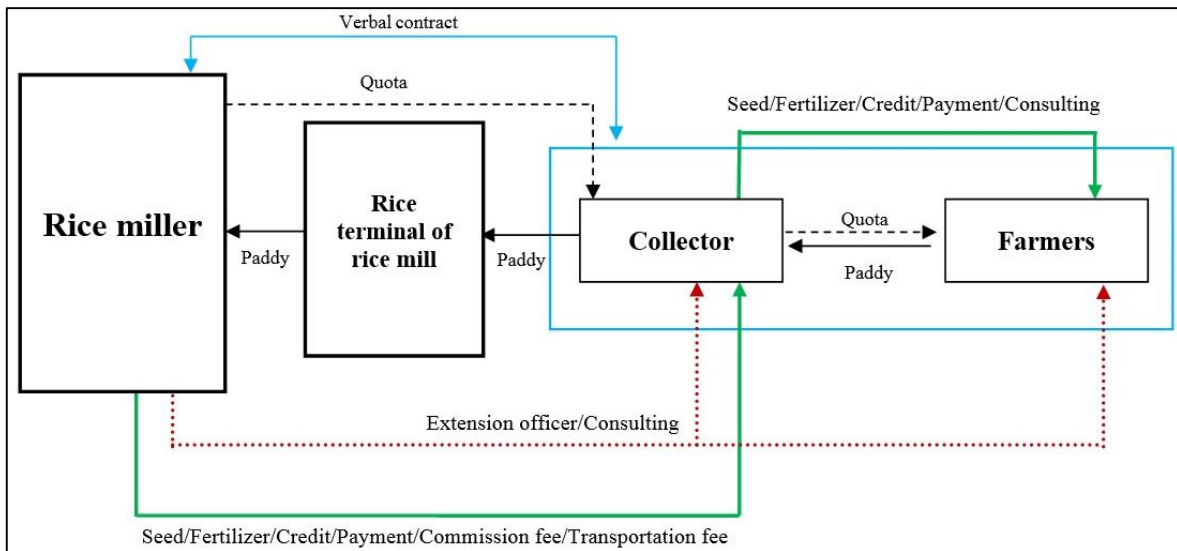 Verbal contract
Quota
Seed/Fertilizer/Credit/Payment/Consulting
Rice miller
Rice
terminal of
rice mill
Collector
Farmers
Quota
Paddy
Paddy
Paddy
Extension officer/Consulting
Seed/Fertilizer/Credit/Payment/Commission fee/Transportation fee